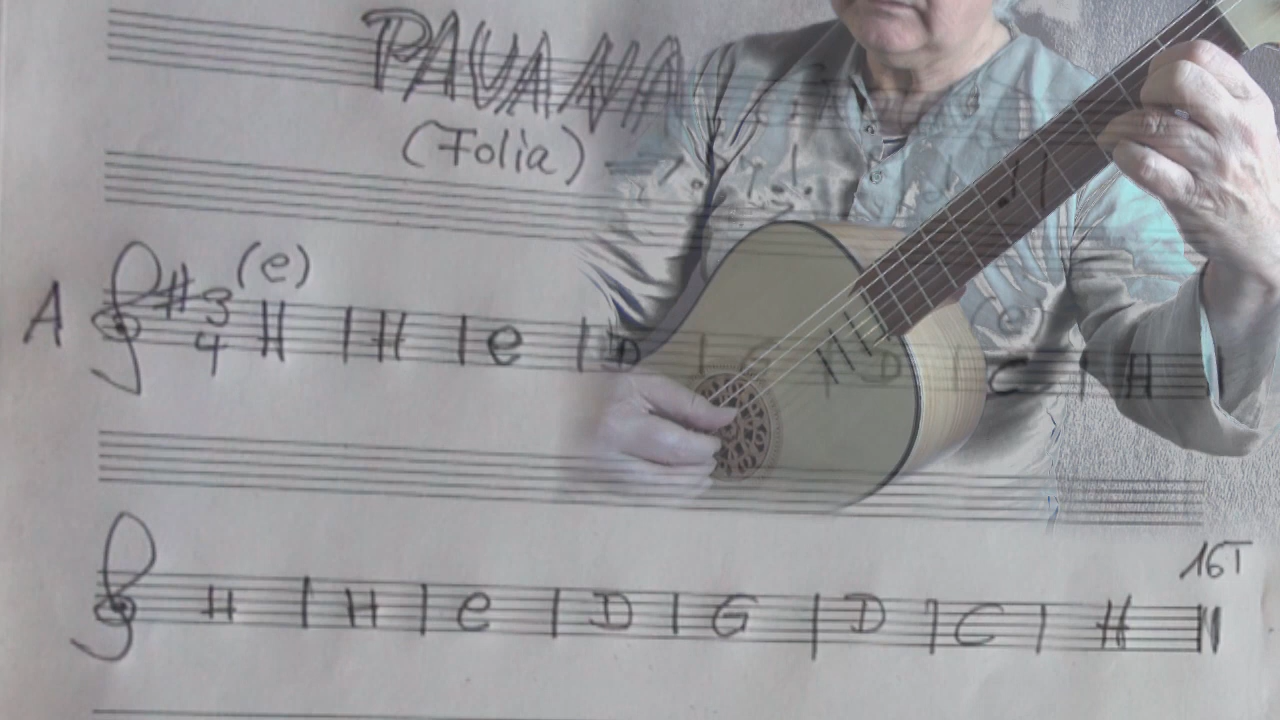 PAVANA
(Folia)
(e)
A # 3/4 H | H | e | D | G | D | C | H |
16T
H | H | e | D | G | D | C | H ||